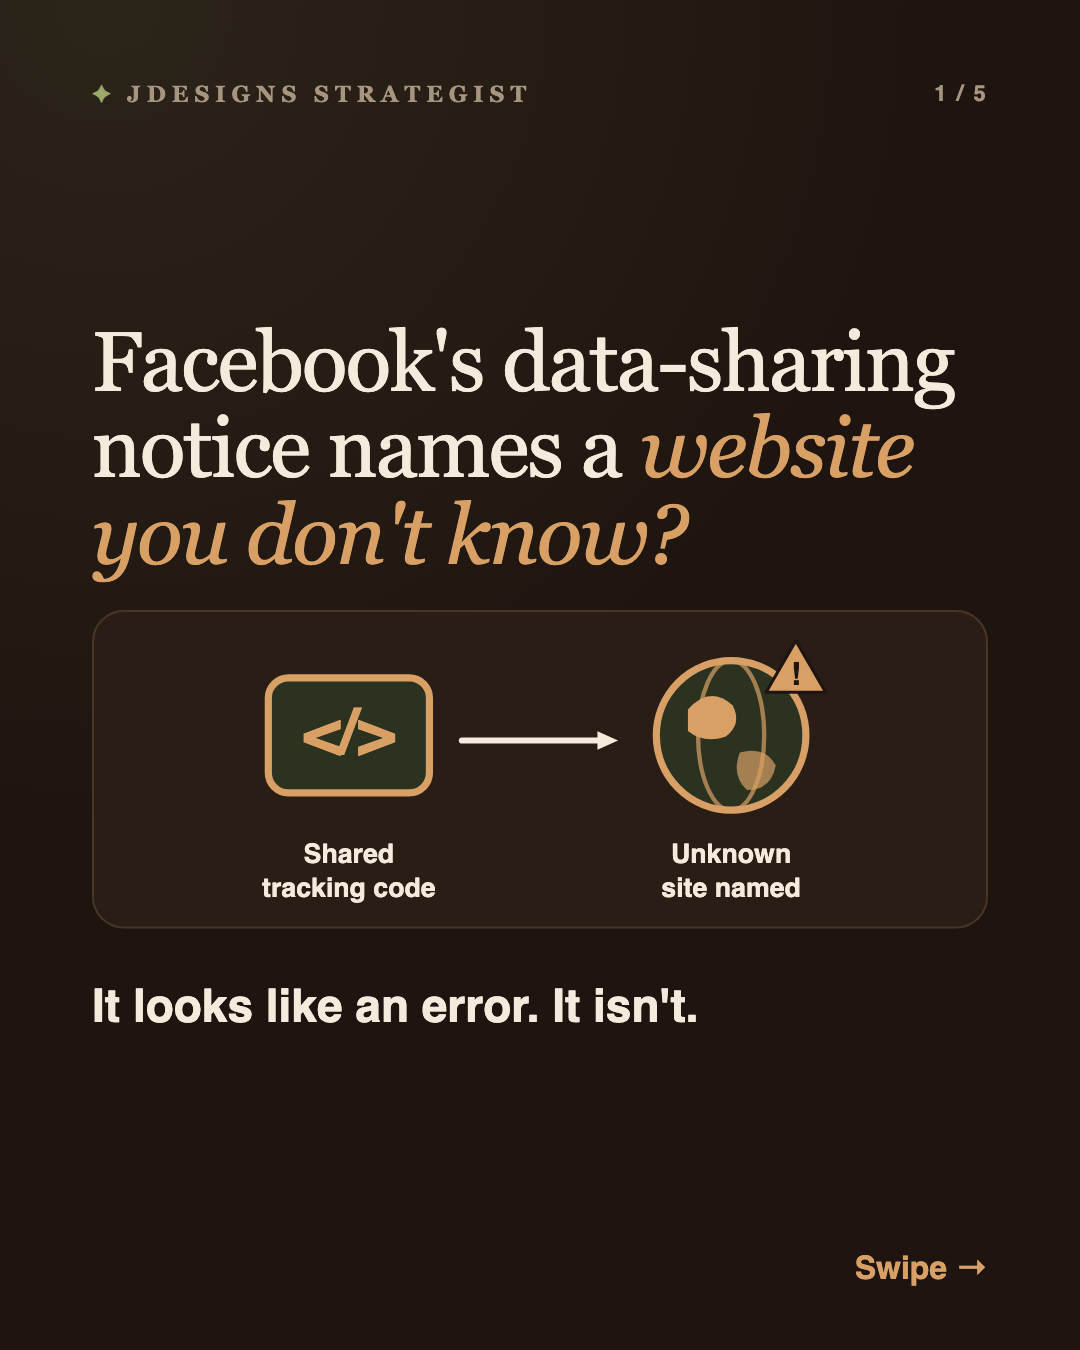 ✦ JDESIGNS STRATEGIST
1 / 5
Facebook's data-sharing
notice names a website
you don't know?
</>
!
Shared
tracking code
Unknown
site named
It looks like an error. It isn't.
Swipe →